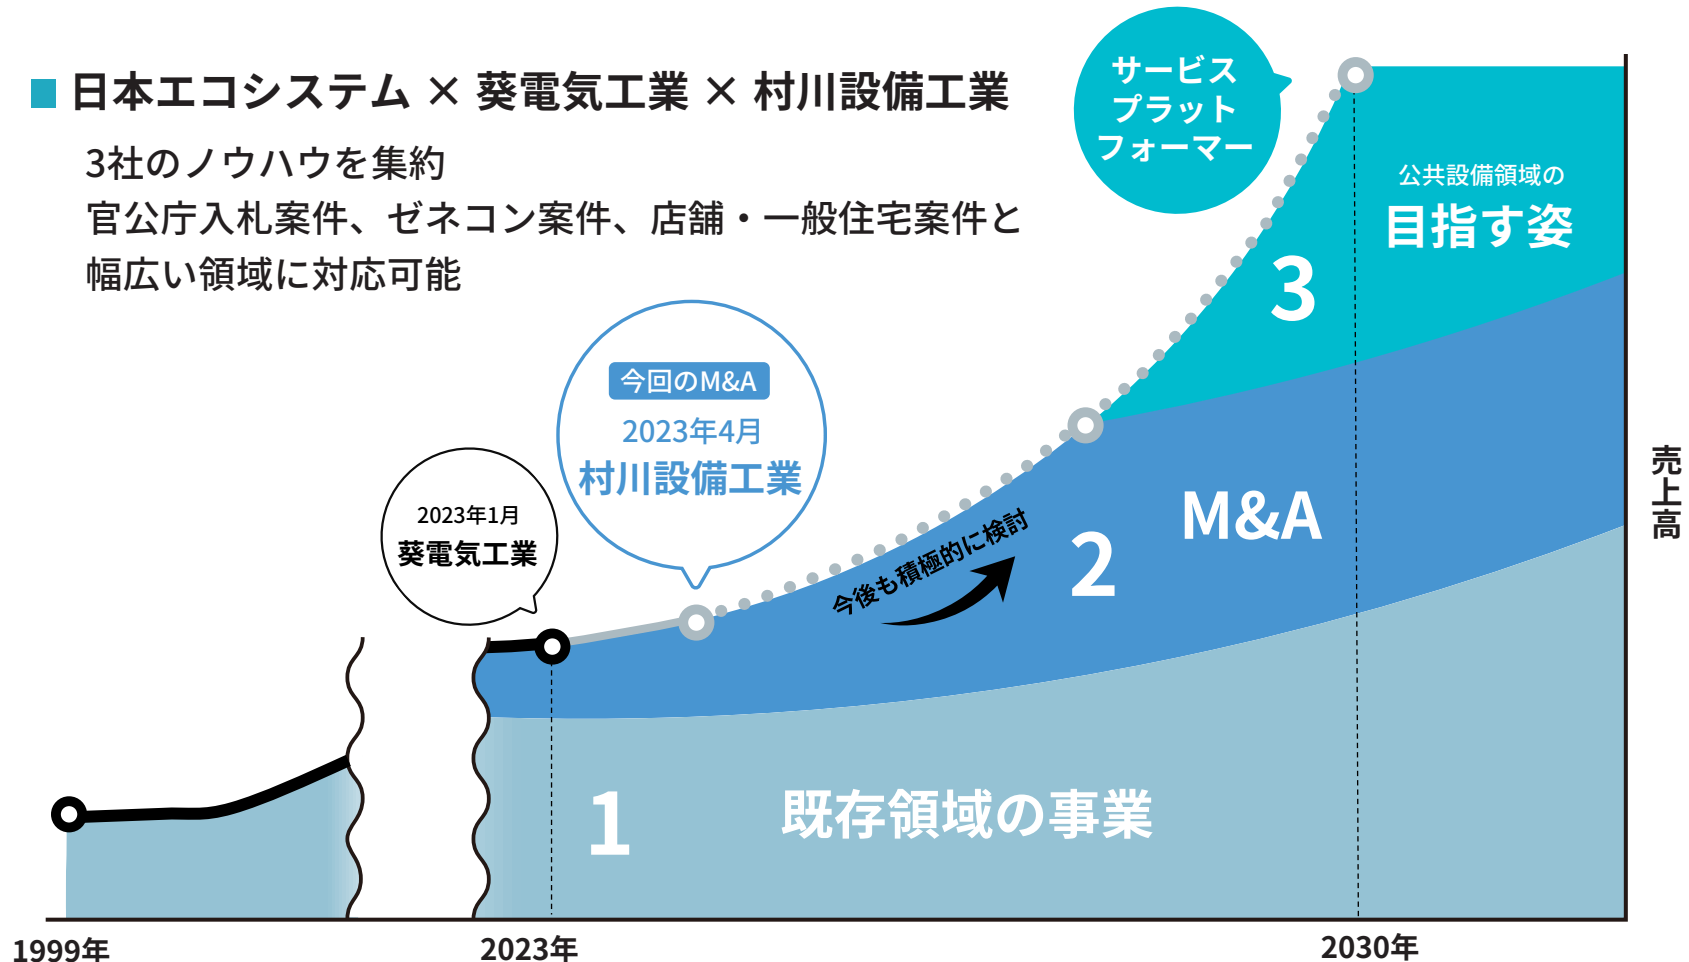 日本エコシステム × 葵電気工業 × 村川設備工業
3社のノウハウを集約
官公庁入札案件、ゼネコン案件、店舗・一般住宅案件と
幅広い領域に対応可能
サービス
プラット
フォーマー
公共設備領域の
目指す姿
3
今回のM&A
2023年4月
村川設備工業
2023年1月
葵電気工業
今後も積極的に検討
2
M&A
売上高
1
既存領域の事業
1999年
2023年
2030年